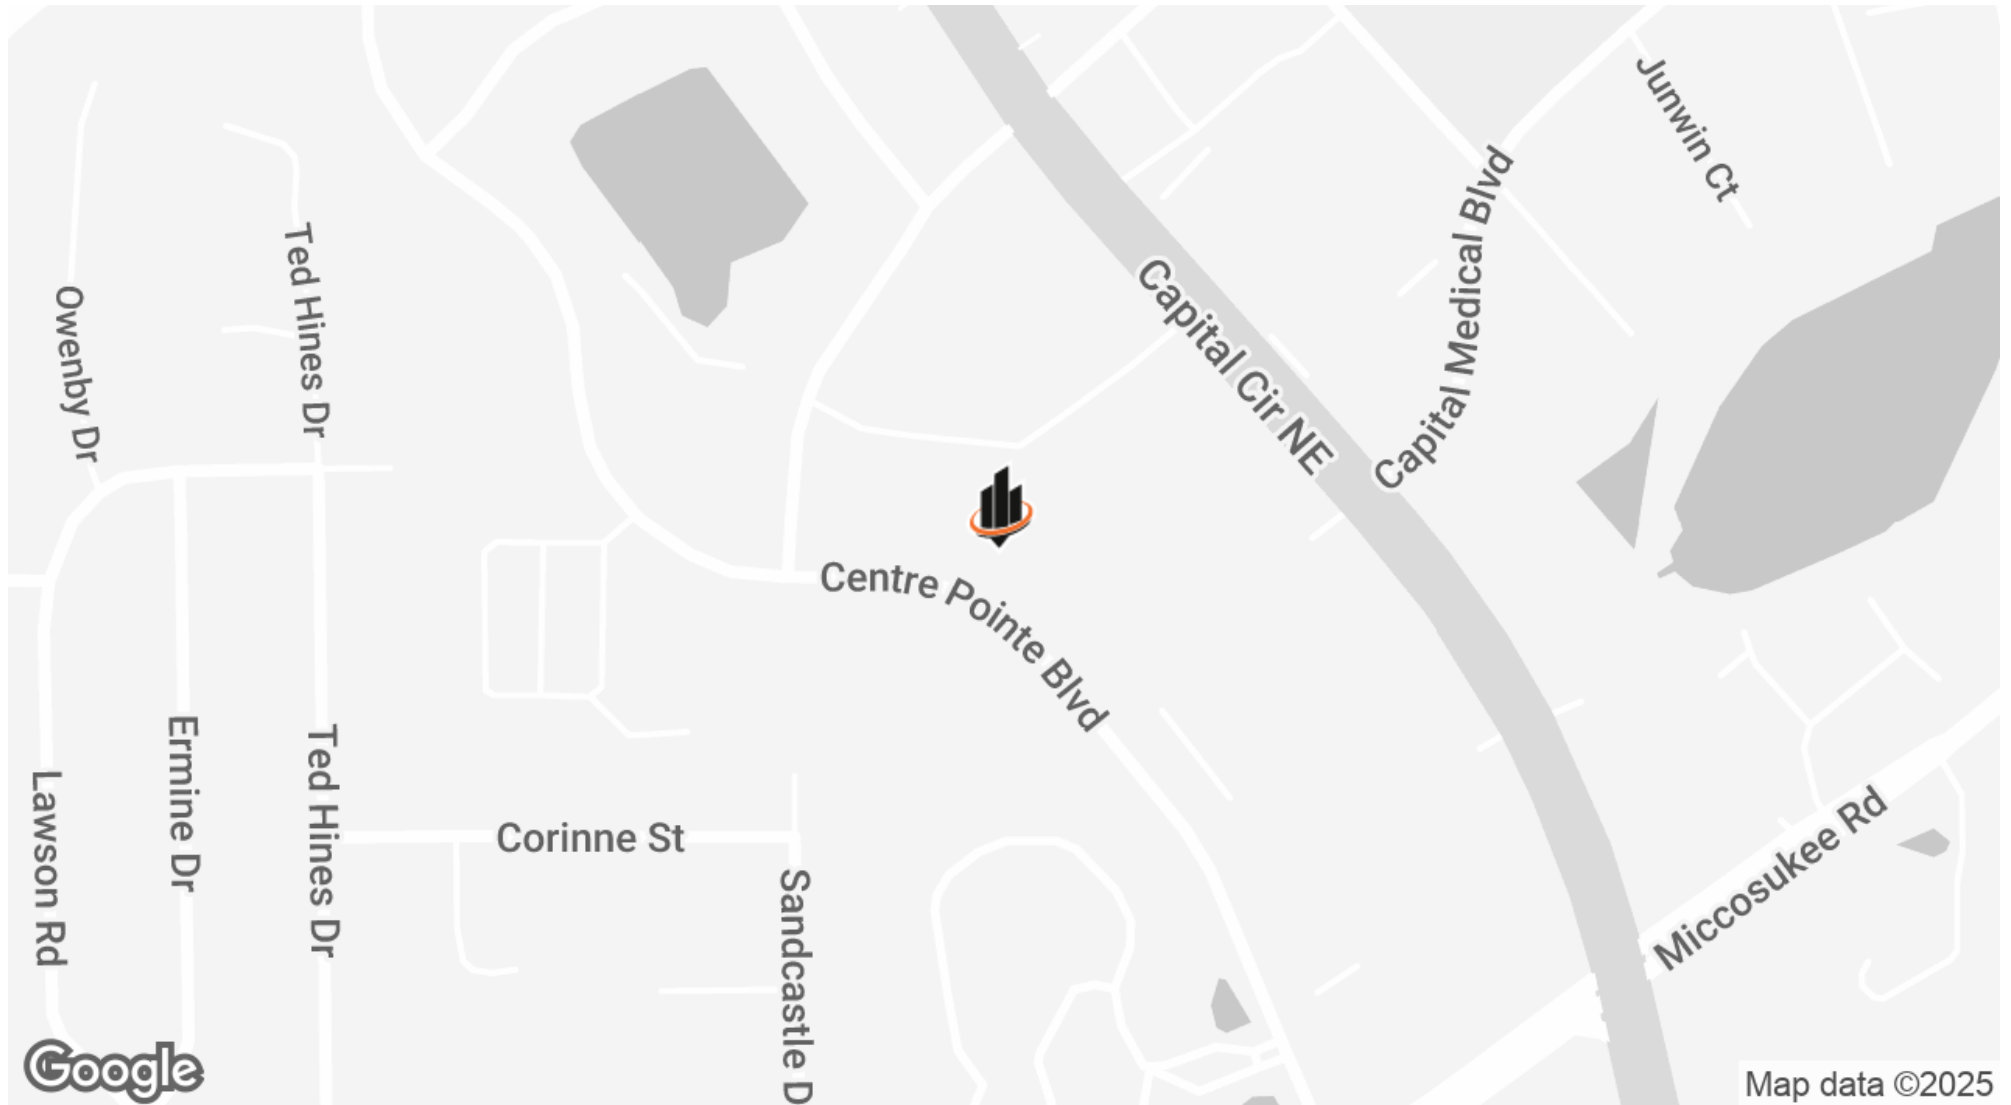 Junwin Ct
Capital Medical Blvd
Ted Hines Dr
Capital Cir NE
Owenby Dr
Centre Pointe Blvd
Ermine Dr
Ted Hines Dr
Lawson Rd
Corinne St
Miccosukee Rd
Sandcastle D
Google
Map data ©2025